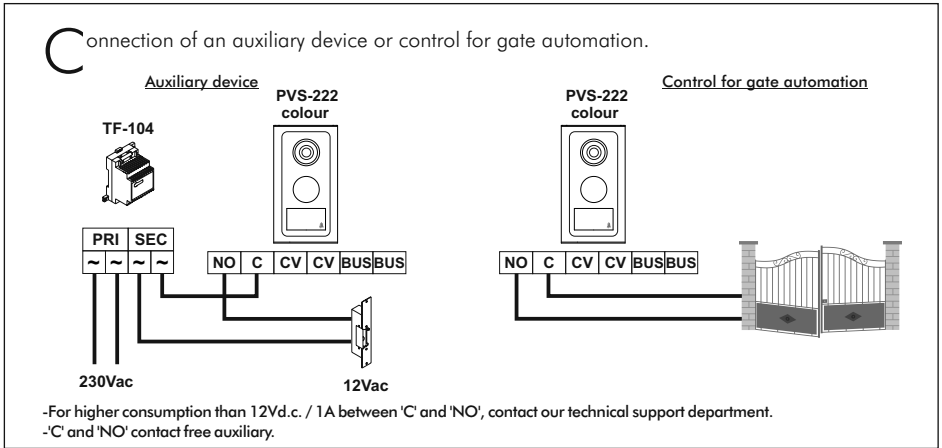 Connection of an auxiliary device or control for gate automation.
Auxiliary device
PVS-222
colour
TF-104
PRI SEC
~ ~ ~ ~
NO C CV CV BUS BUS
230Vac
12Vac
Control for gate automation
PVS-222
colour
NO C CV CV BUS BUS
-For higher consumption than 12Vd.c. / 1A between 'C' and 'NO', contact our technical support department.
-'C' and 'NO' contact free auxiliary.